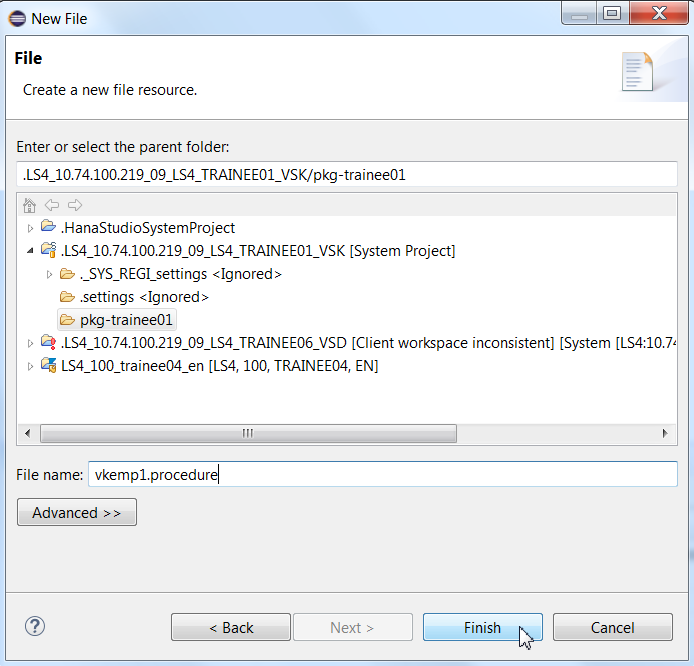 New File
File
Create a new file resource.
Enter or select the parent folder:
.LS4_10.74.100.219_09_LS4_TRAINEE01_VSK/pkg-trainee01
.HanaStudioSystemProject
.LS4_10.74.100.219_09_LS4_TRAINEE01_VSK [System Project]
._SYS_REGI_settings <Ignored>
.settings <Ignored>
pkg-trainee01
.LS4_10.74.100.219_09_LS4_TRAINEE06_VSD [Client workspace inconsistent] [System [LS4:10.74
LS4_100_trainee04_en [LS4, 100, TRAINEE04, EN]
File name: vkemp1.procedure
Advanced >>
? < Back Next > Finish Cancel